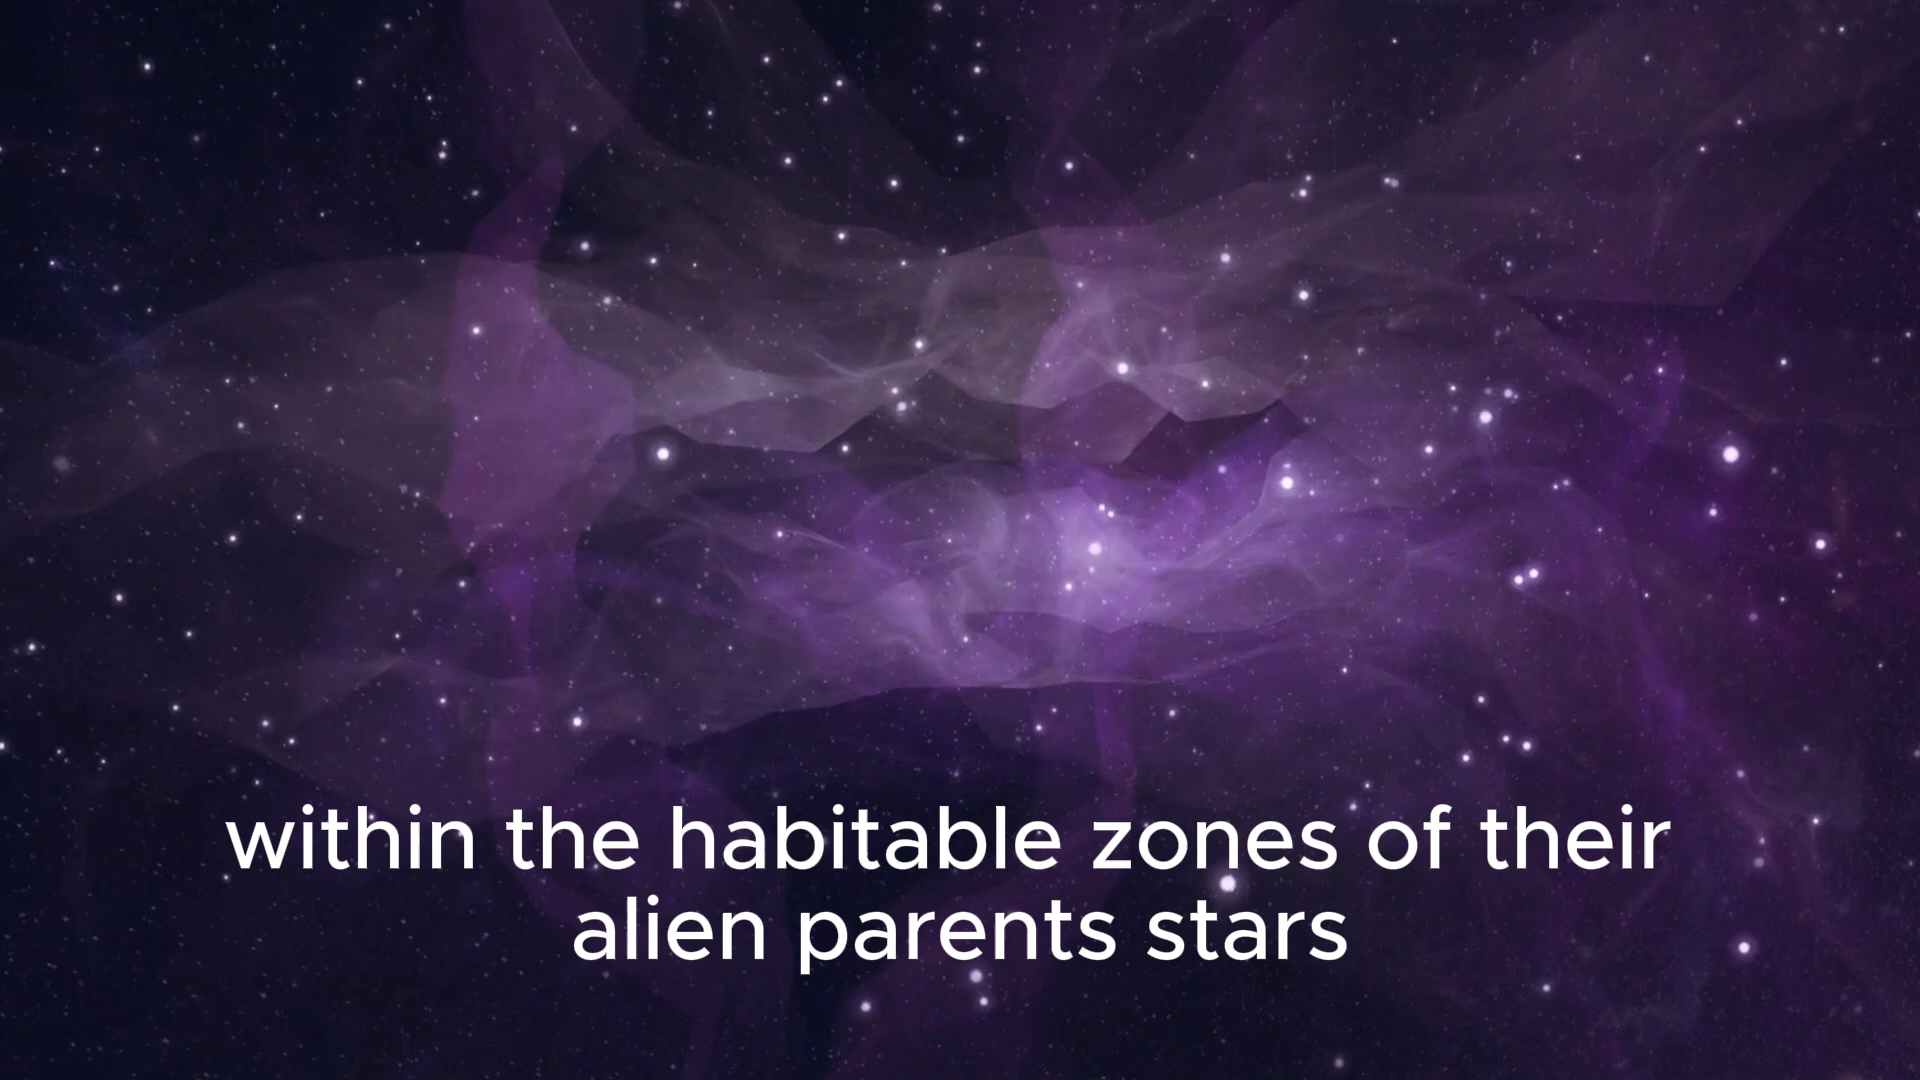 within the habitable zones of their
alien parents stars